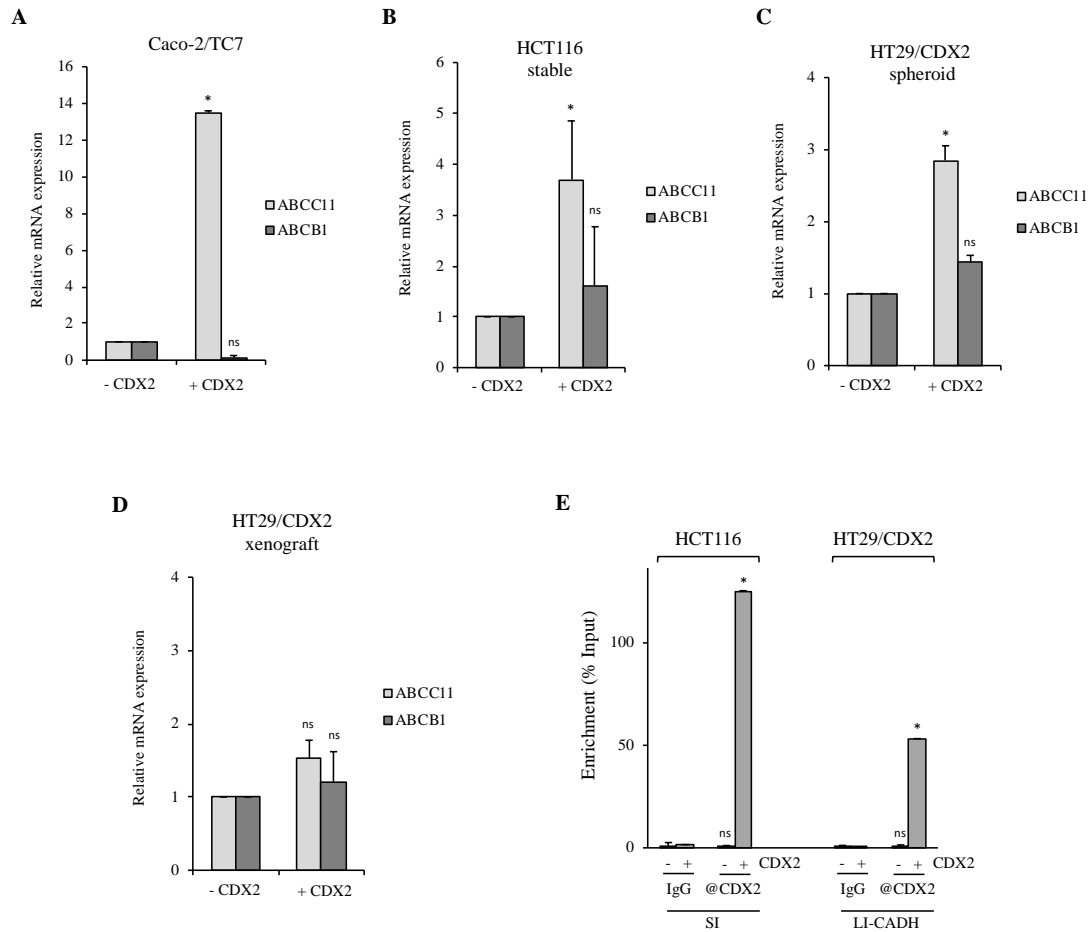 A
Caco-2/TC7
Relative mRNA expression
16
14
12
10
8
6
4
2
0
*
ns
- CDX2
+ CDX2
ABCC11
ABCB1
B
HCT116
stable
Relative mRNA expression
6
5
4
3
2
1
0
*
ns
- CDX2
+ CDX2
ABCC11
ABCB1
C
HT29/CDX2
spheroid
Relative mRNA expression
4
3
2
1
0
*
ns
- CDX2
+ CDX2
ABCC11
ABCB1
D
HT29/CDX2
xenograft
Relative mRNA expression
4
3
2
1
0
ns
ns
- CDX2
+ CDX2
ABCC11
ABCB1
E
HCT116
HT29/CDX2
Enrichment (% Input)
100
50
0
ns
*
ns
*
- + - + CDX2
IgG @CDX2
SI
- + - + CDX2
IgG @CDX2
LI-CADH